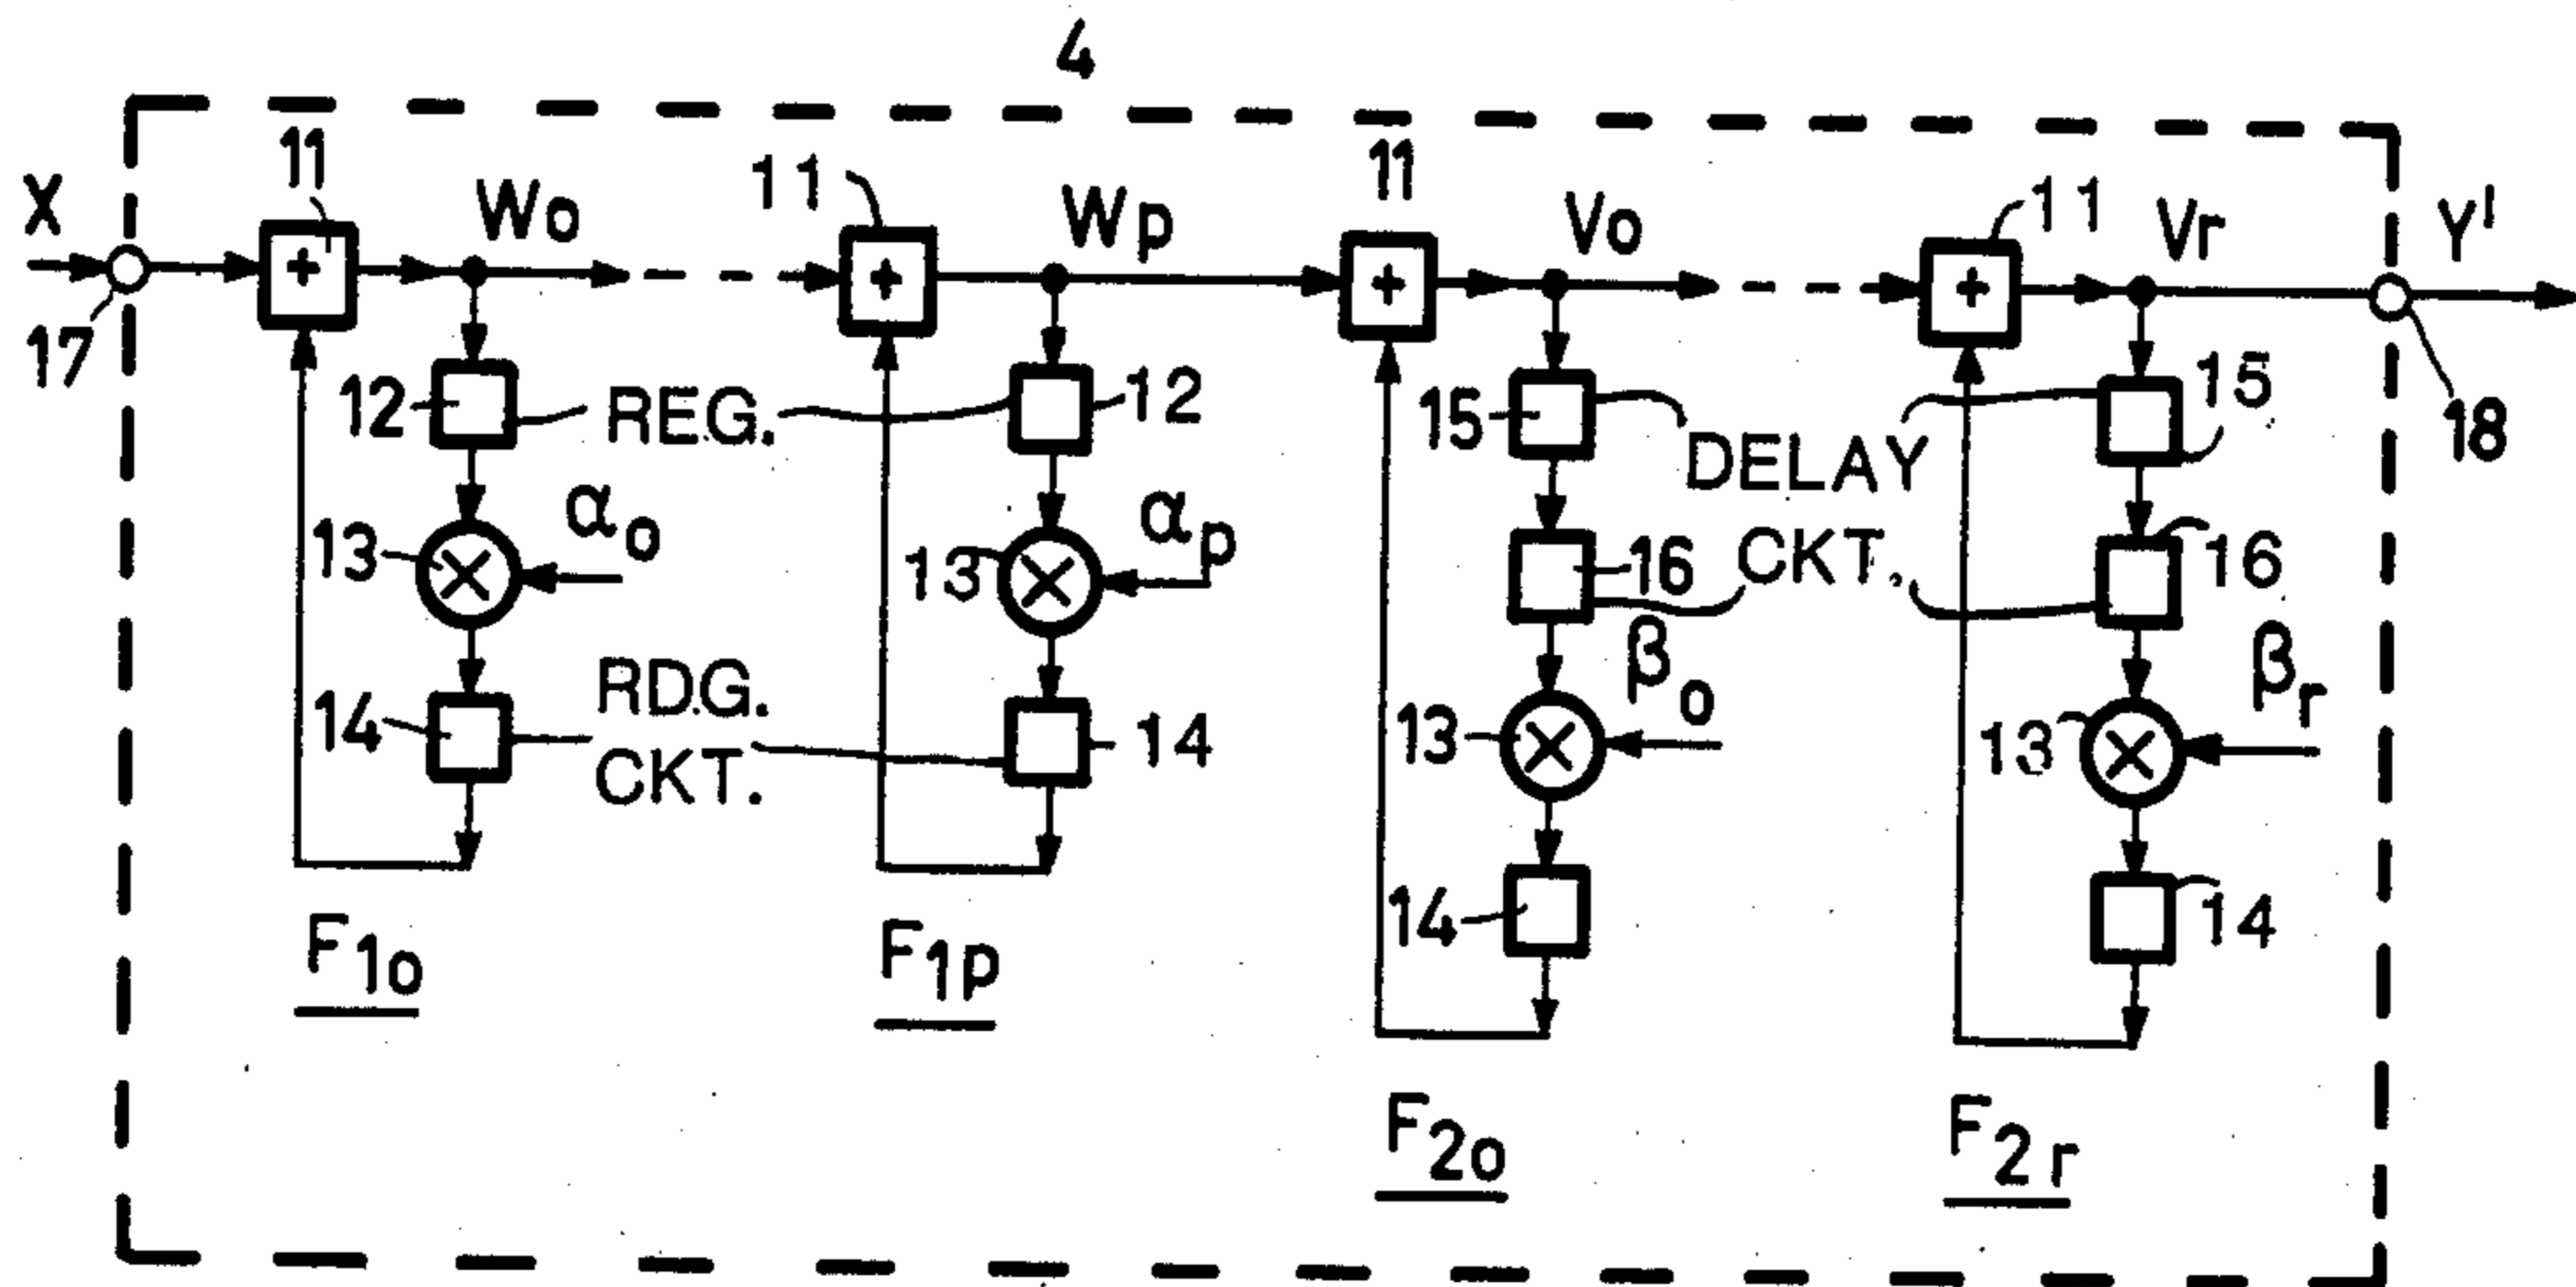 4
11
11
11
11
X
Wo
Wp
Vo
Vr
Y'
+
+
+
+
17
18
12
REG.
12
15
DELAY
15
13
αo
13
αp
16
CKT.
16
14
RDG.
CKT.
14
13
βo
13
βr
14
14
F1o
F1p
F2o
F2r